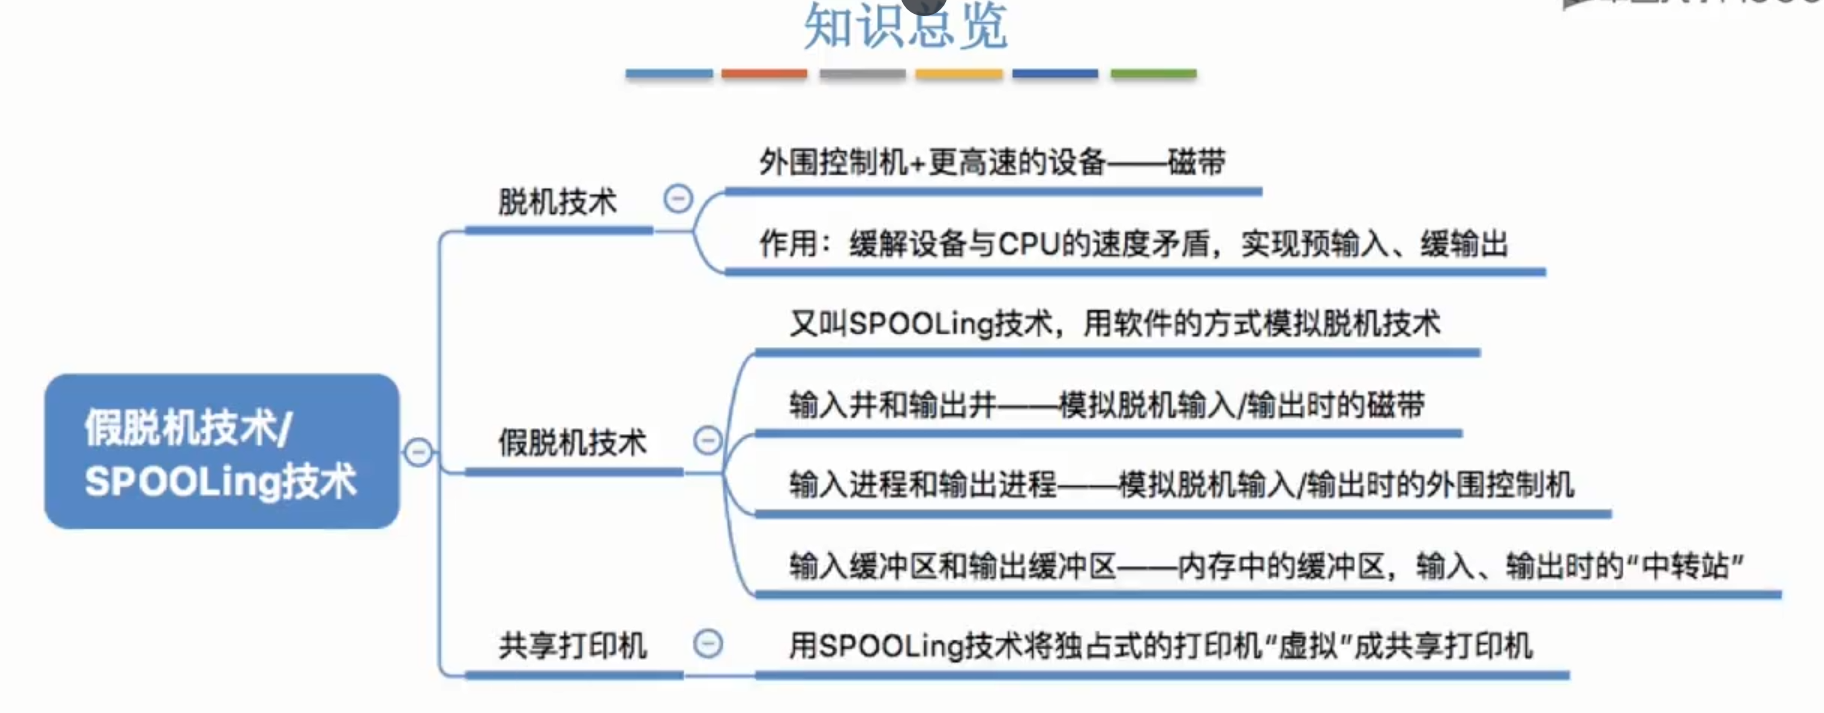 知识总览
外围控制机+更高速的设备——磁带
脱机技术
作用：缓解设备与CPU的速度矛盾，实现预输入、缓输出
又叫SPOOLing技术，用软件的方式模拟脱机技术
输入井和输出井——模拟脱机输入/输出时的磁带
假脱机技术/
SPOOLing技术
假脱机技术
输入进程和输出进程——模拟脱机输入/输出时的外围控制机
输入缓冲区和输出缓冲区——内存中的缓冲区，输入、输出时的“中转站”
共享打印机
用SPOOLing技术将独占式的打印机“虚拟”成共享打印机